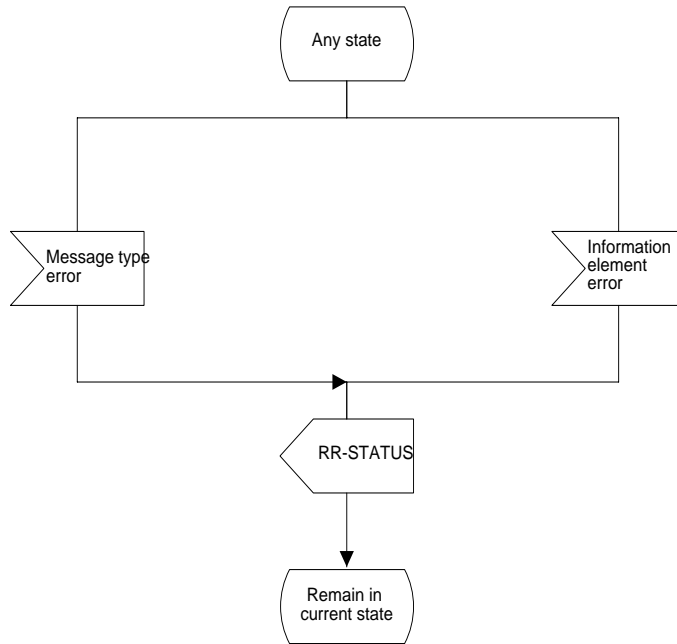 Any state
Message type
error
Information
element
error
RR-STATUS
Remain in
current state